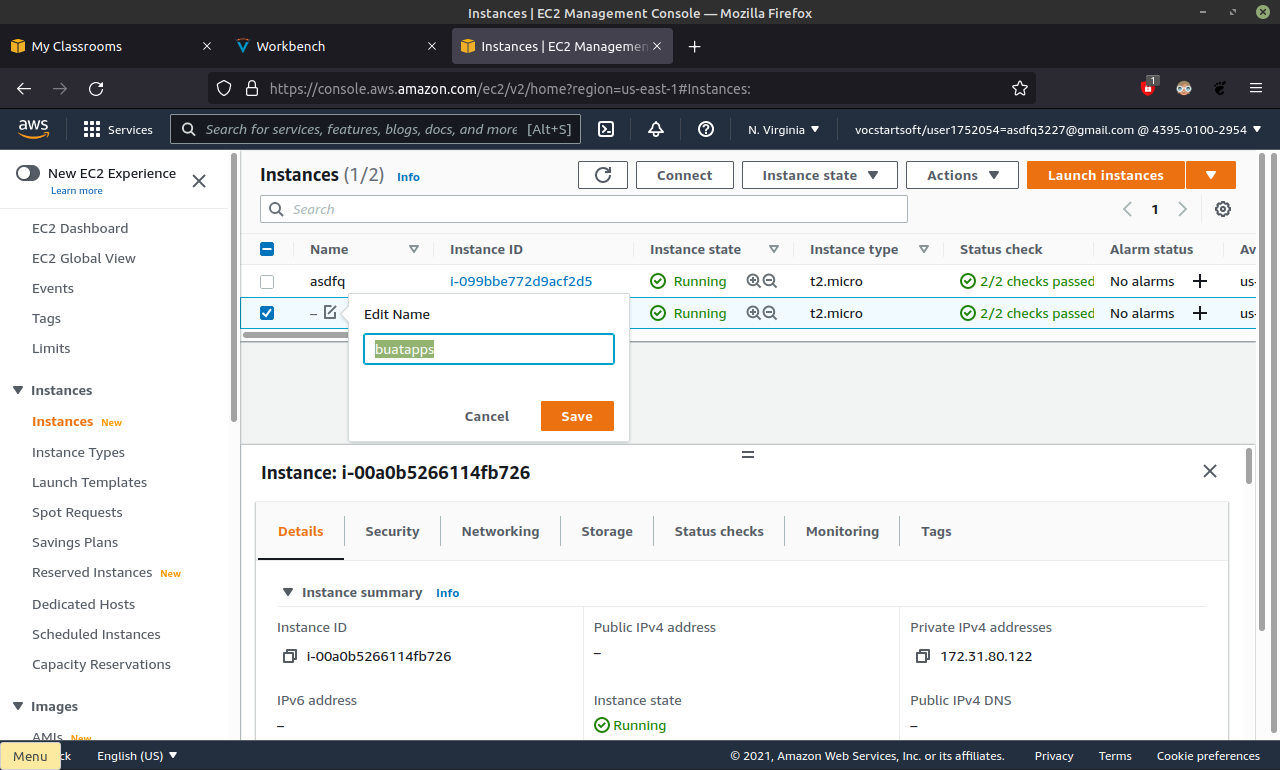 Instances | EC2 Management Console — Mozilla Firefox
My Classrooms
Workbench
Instances | EC2 Managemen
https://console.aws.amazon.com/ec2/v2/home?region=us-east-1#Instances:
1
aws
Services
Search for services, features, blogs, docs, and more
[Alt+S]
N. Virginia
vocstartsoft/user1752054=asdfq3227@gmail.com @ 4395-0100-2954
New EC2 Experience
Learn more
EC2 Dashboard
EC2 Global View
Events
Tags
Limits
Instances
Instances New
Instance Types
Launch Templates
Spot Requests
Savings Plans
Reserved Instances New
Dedicated Hosts
Scheduled Instances
Capacity Reservations
Images
AMIs New
Instances (1/2) Info
Connect
Instance state
Actions
Launch instances
Search
1
Name Instance ID Instance state Instance type Status check Alarm status Av
asdfq i-099bbe772d9acf2d5 Running t2.micro 2/2 checks passed No alarms us-
– Running t2.micro 2/2 checks passed No alarms us-
Edit Name
buatapps
Cancel Save
Instance: i-00a0b5266114fb726
Details Security Networking Storage Status checks Monitoring Tags
Instance summary Info
Instance ID Public IPv4 address Private IPv4 addresses
i-00a0b5266114fb726 – 172.31.80.122
IPv6 address Instance state Public IPv4 DNS
– Running –
Menu
ck
English (US)
© 2021, Amazon Web Services, Inc. or its affiliates.
Privacy
Terms
Cookie preferences